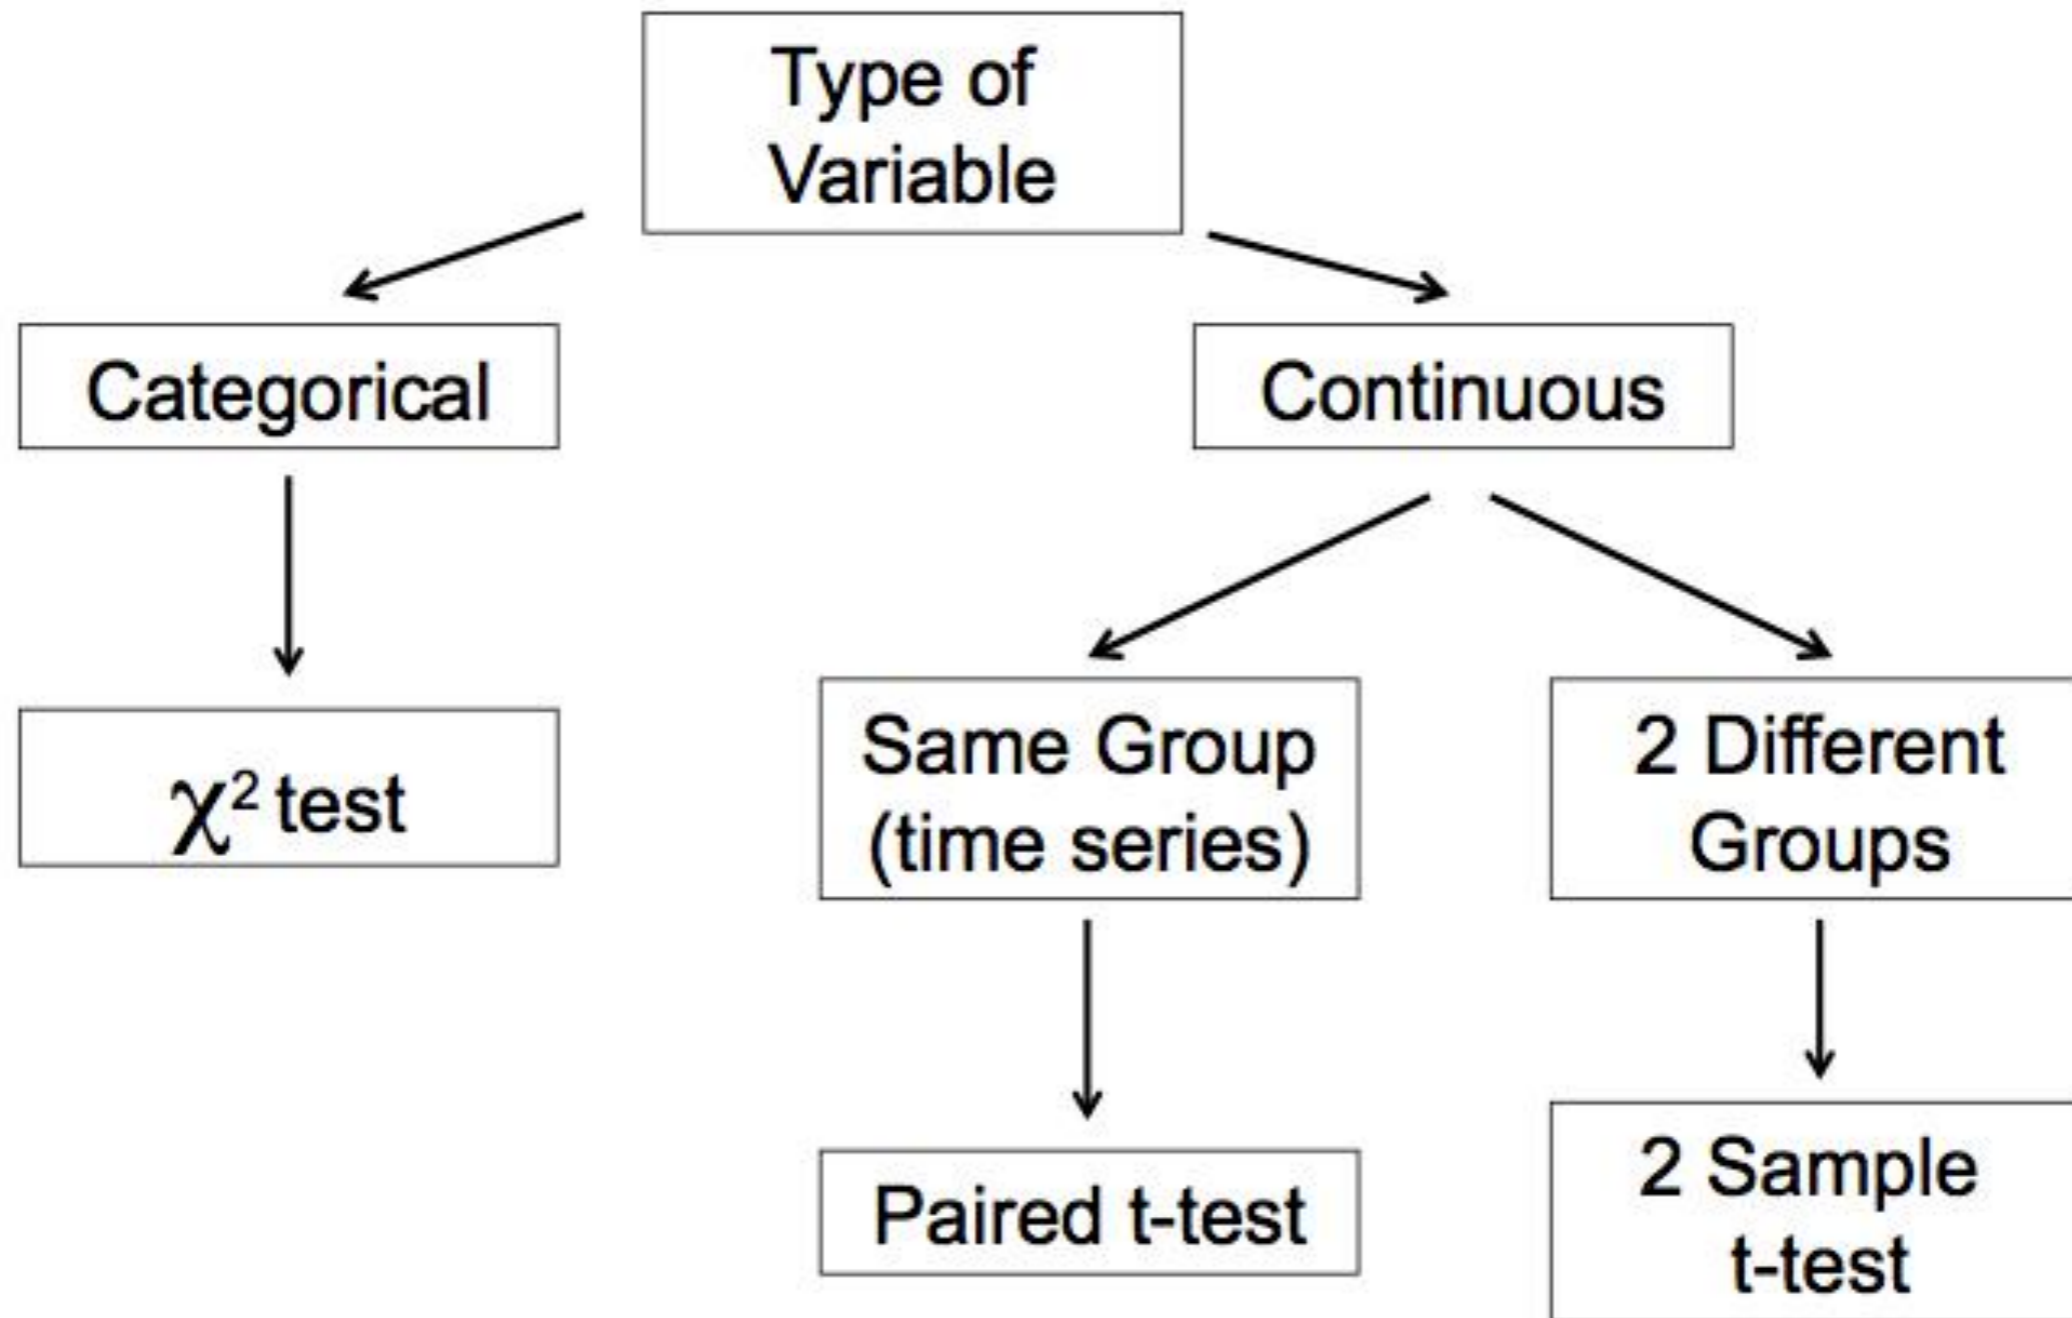 Type of
Variable
Categorical
Continuous
χ² test
Same Group
(time series)
2 Different
Groups
Paired t-test
2 Sample
t-test